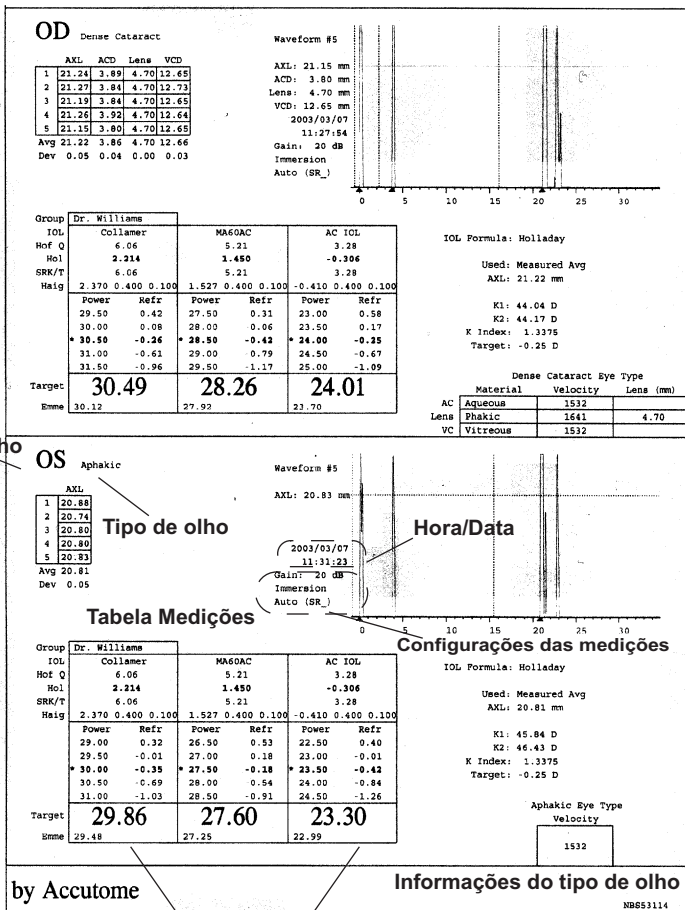 OD Dense Cataract
AXL ACD Lens VCD
1 21.24 3.89 4.70 12.65
2 21.27 3.84 4.70 12.73
3 21.19 3.84 4.70 12.65
4 21.26 3.92 4.70 12.64
5 21.15 3.80 4.70 12.65
Avg 21.22 3.86 4.70 12.66
Dev 0.05 0.04 0.00 0.03
Waveform #5
AXL: 21.15 mm
ACD: 3.80 mm
Lens: 4.70 mm
VCD: 12.65 mm
2003/03/07
11:27:54
Gain: 20 dB
Immersion
Auto (SR_)
0 5 10 15 20 25 30
Group Dr. Williams
IOL Collamer MA60AC AC IOL
Hof Q 6.06 5.21 3.28
Hol 2.214 1.450 -0.306
SRK/T 6.06 5.21 3.28
Haig 2.370 0.400 0.100 1.527 0.400 0.100 -0.410 0.400 0.100
Power Refr Power Refr Power Refr
29.50 0.42 27.50 0.31 23.00 0.58
30.00 0.08 28.00 -0.06 23.50 0.17
* 30.50 -0.26 * 28.50 -0.42 * 24.00 -0.25
31.00 -0.61 29.00 -0.79 24.50 -0.67
31.50 -0.96 29.50 -1.17 25.00 -1.09
Target 30.49 28.26 24.01
Emme 30.12 27.92 23.70
IOL Formula: Holladay
Used: Measured Avg
AXL: 21.22 mm
K1: 44.04 D
K2: 44.17 D
K Index: 1.3375
Target: -0.25 D
Dense Cataract Eye Type
Material Velocity Lens (mm)
AC Aqueous 1532
Lens Phakic 1641 4.70
VC Vitreous 1532
ho
OS Aphakic
AXL
1 20.88
2 20.74
3 20.80
4 20.80
5 20.83
Avg 20.81
Dev 0.05
Tipo de olho
Waveform #5
AXL: 20.83 mm
2003/03/07
11:31:23
Gain: 20 dB
Immersion
Auto (SR_)
Hora/Data
0 5 10 15 20 25 30
Tabela Medições
Configurações das medições
Group Dr. Williams
IOL Collamer MA60AC AC IOL
Hof Q 6.06 5.21 3.28
Hol 2.214 1.450 -0.306
SRK/T 6.06 5.21 3.28
Haig 2.370 0.400 0.100 1.527 0.400 0.100 -0.410 0.400 0.100
Power Refr Power Refr Power Refr
29.00 0.32 26.50 0.53 22.50 0.40
29.50 -0.01 27.00 0.18 23.00 -0.01
* 30.00 -0.35 * 27.50 -0.18 * 23.50 -0.42
30.50 -0.69 28.00 -0.54 24.00 -0.84
31.00 -1.03 28.50 -0.91 24.50 -1.26
Target 29.86 27.60 23.30
Emme 29.48 27.25 22.99
IOL Formula: Holladay
Used: Measured Avg
AXL: 20.81 mm
K1: 45.84 D
K2: 46.43 D
K Index: 1.3375
Target: -0.25 D
Aphakic Eye Type
Velocity
1532
Informações do tipo de olho
by Accutome
NBS53114